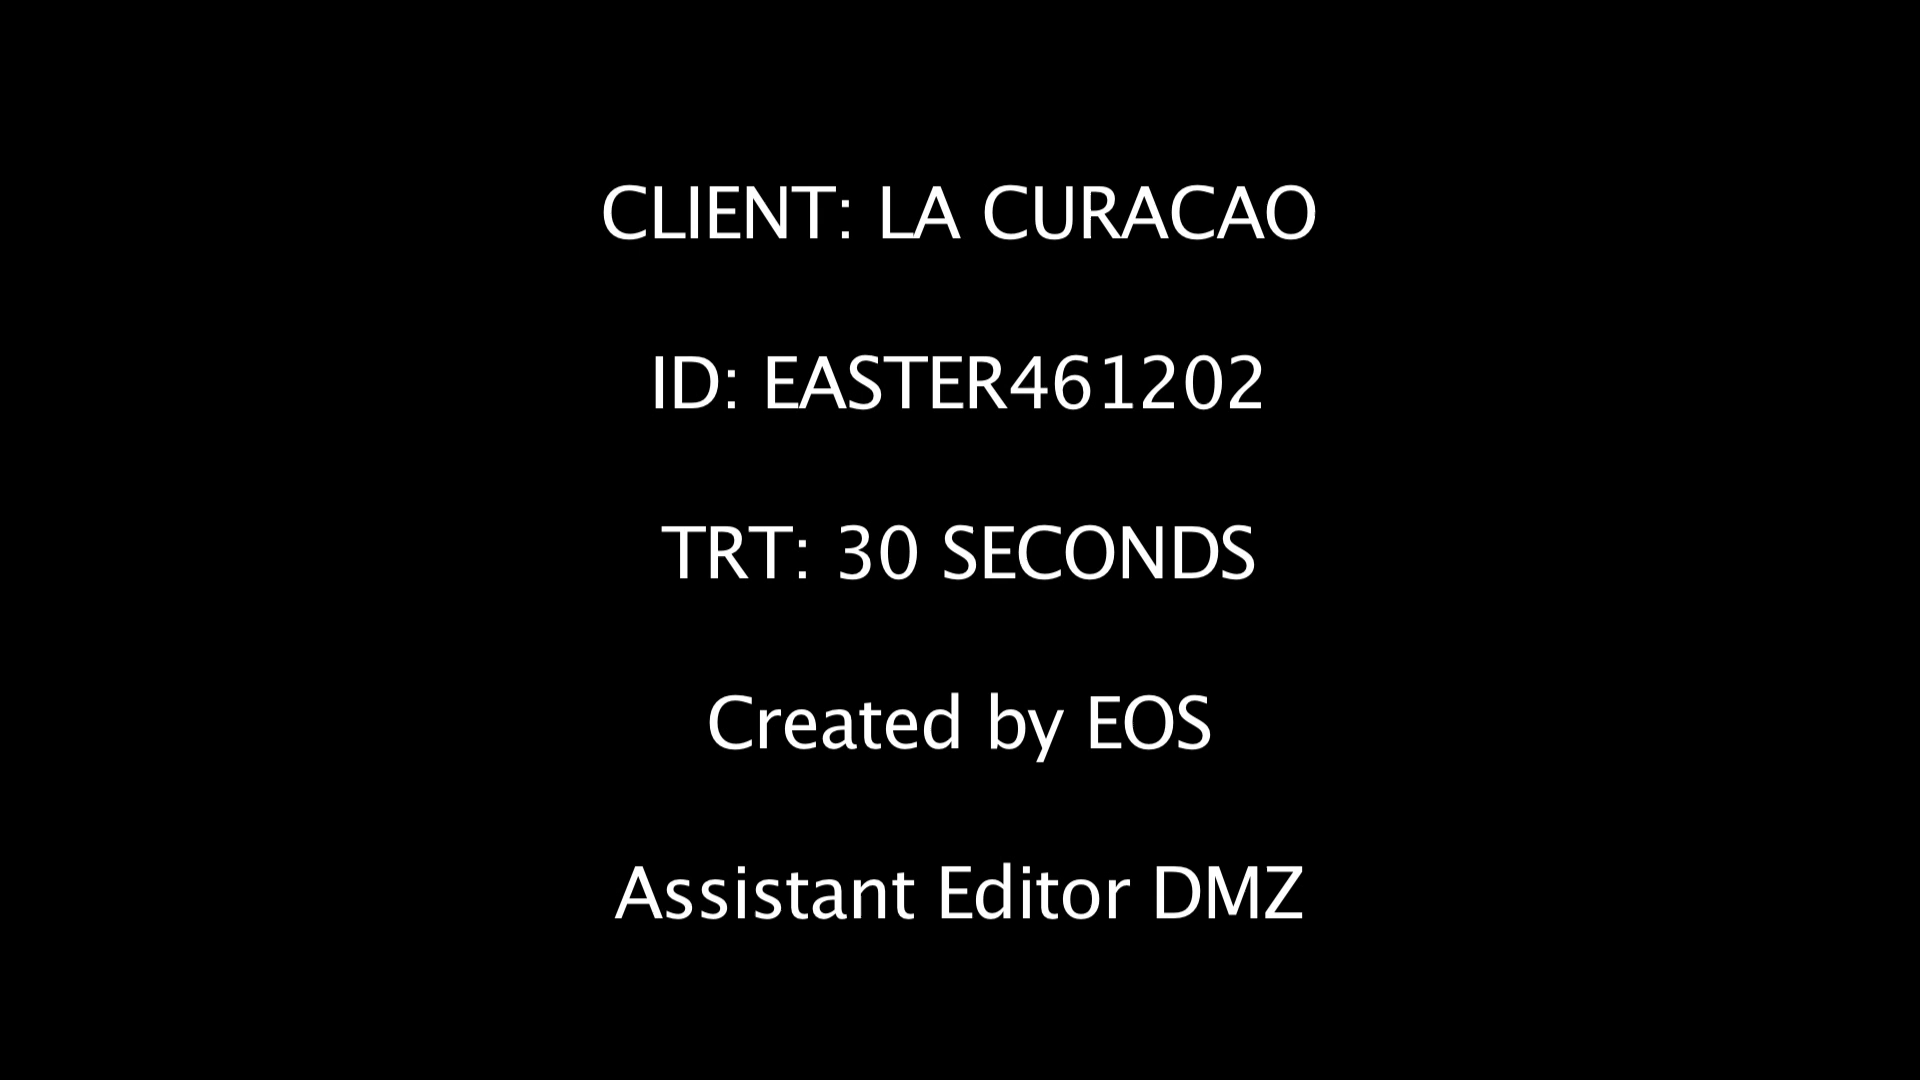 CLIENT: LA CURACAO
ID: EASTER461202
TRT: 30 SECONDS
Created by EOS
Assistant Editor DMZ